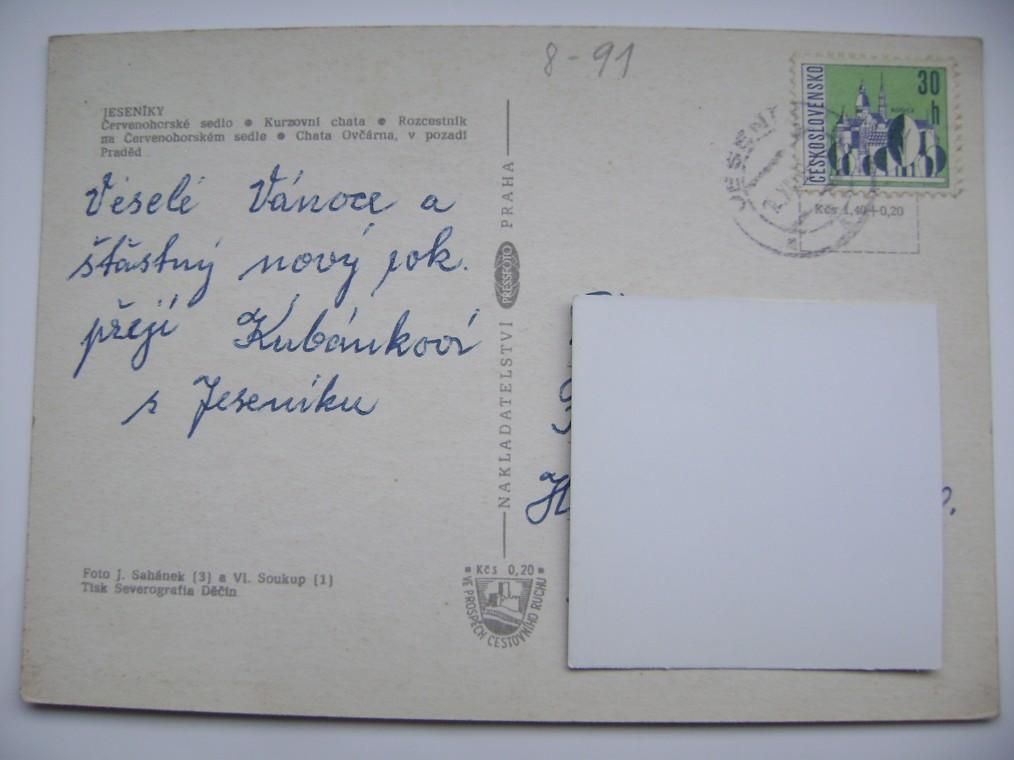 8-91
JESENÍKY
Červenohorské sedlo ● Kurzovní chata ● Rozcestník
na Červenohorském sedle ● Chata Ovčárna, v pozadí
Praděd
Veselé Vánoce a
šťastný nový rok.
přejí Kubánkovi
s Jeseníku
Foto J. Sahánek (3) a Vl. Soukup (1)
Tisk Severografia Děčín
NAKLADATELSTVÍ PRESSFOTO PRAHA
Kčs 0,20
VE PROSPĚCH CESTOVNÍHO RUCHU
ČESKOSLOVENSKO
30 h
JESENÍK
Kčs 1,40+0,20